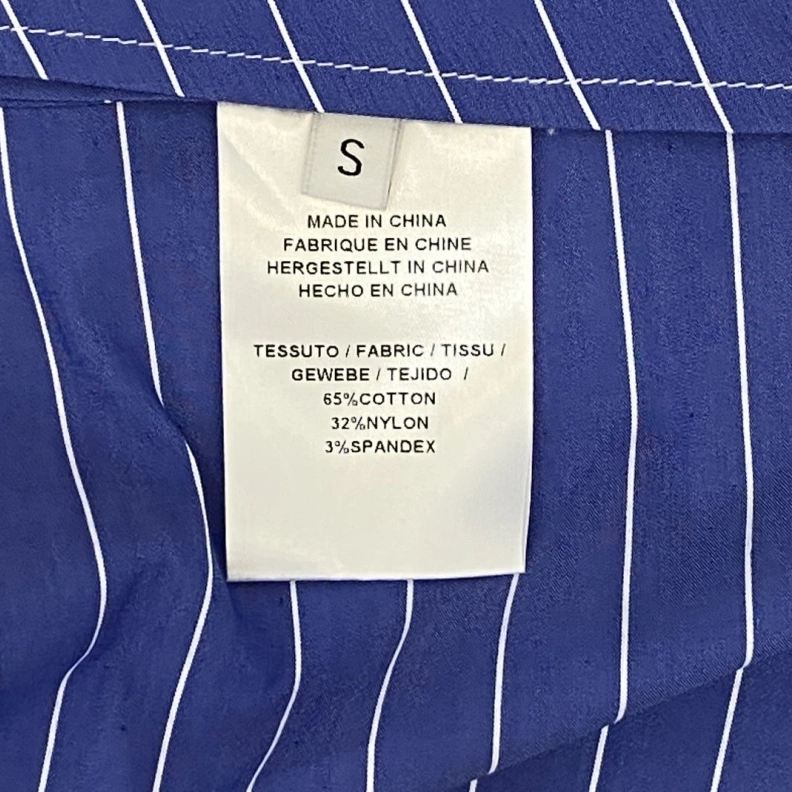 S
MADE IN CHINA
FABRIQUE EN CHINE
HERGESTELLT IN CHINA
HECHO EN CHINA
TESSUTO / FABRIC / TISSU /
GEWEBE / TEJIDO /
65%COTTON
32%NYLON
3%SPANDEX